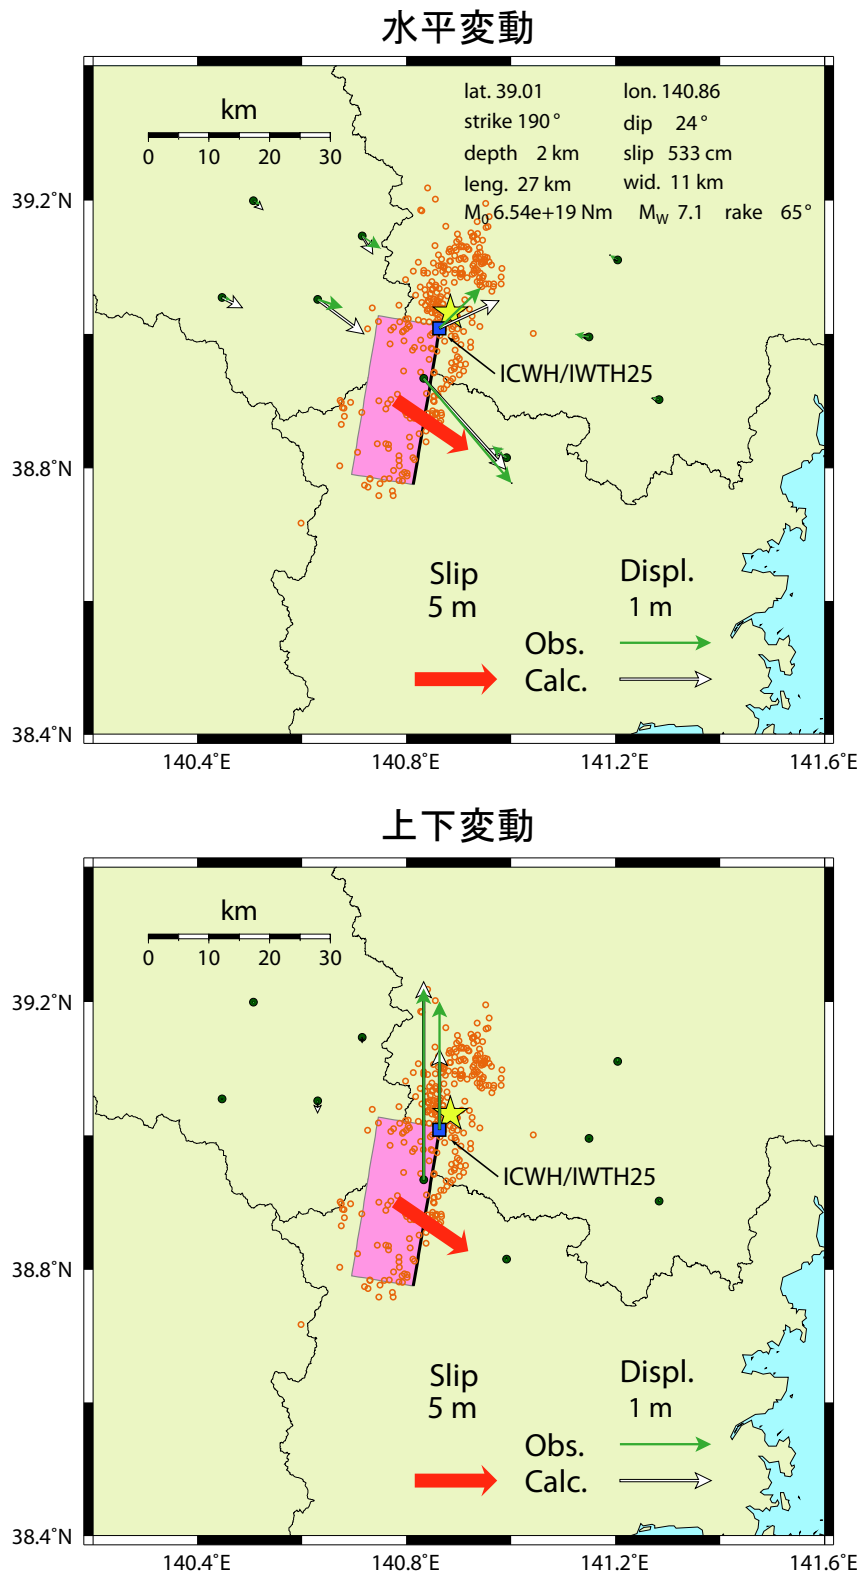 水平変動
km
0 10 20 30
lat. 39.01 lon. 140.86
strike 190° dip 24°
depth 2 km slip 533 cm
leng. 27 km wid. 11 km
M0 6.54e+19 Nm MW 7.1 rake 65°
39.2˚N
ICWH/IWTH25
38.8˚N
Slip Displ.
5 m 1 m
Obs.
Calc.
38.4˚N
140.4˚E 140.8˚E 141.2˚E 141.6˚E
上下変動
km
0 10 20 30
39.2˚N
ICWH/IWTH25
38.8˚N
Slip Displ.
5 m 1 m
Obs.
Calc.
38.4˚N
140.4˚E 140.8˚E 141.2˚E 141.6˚E